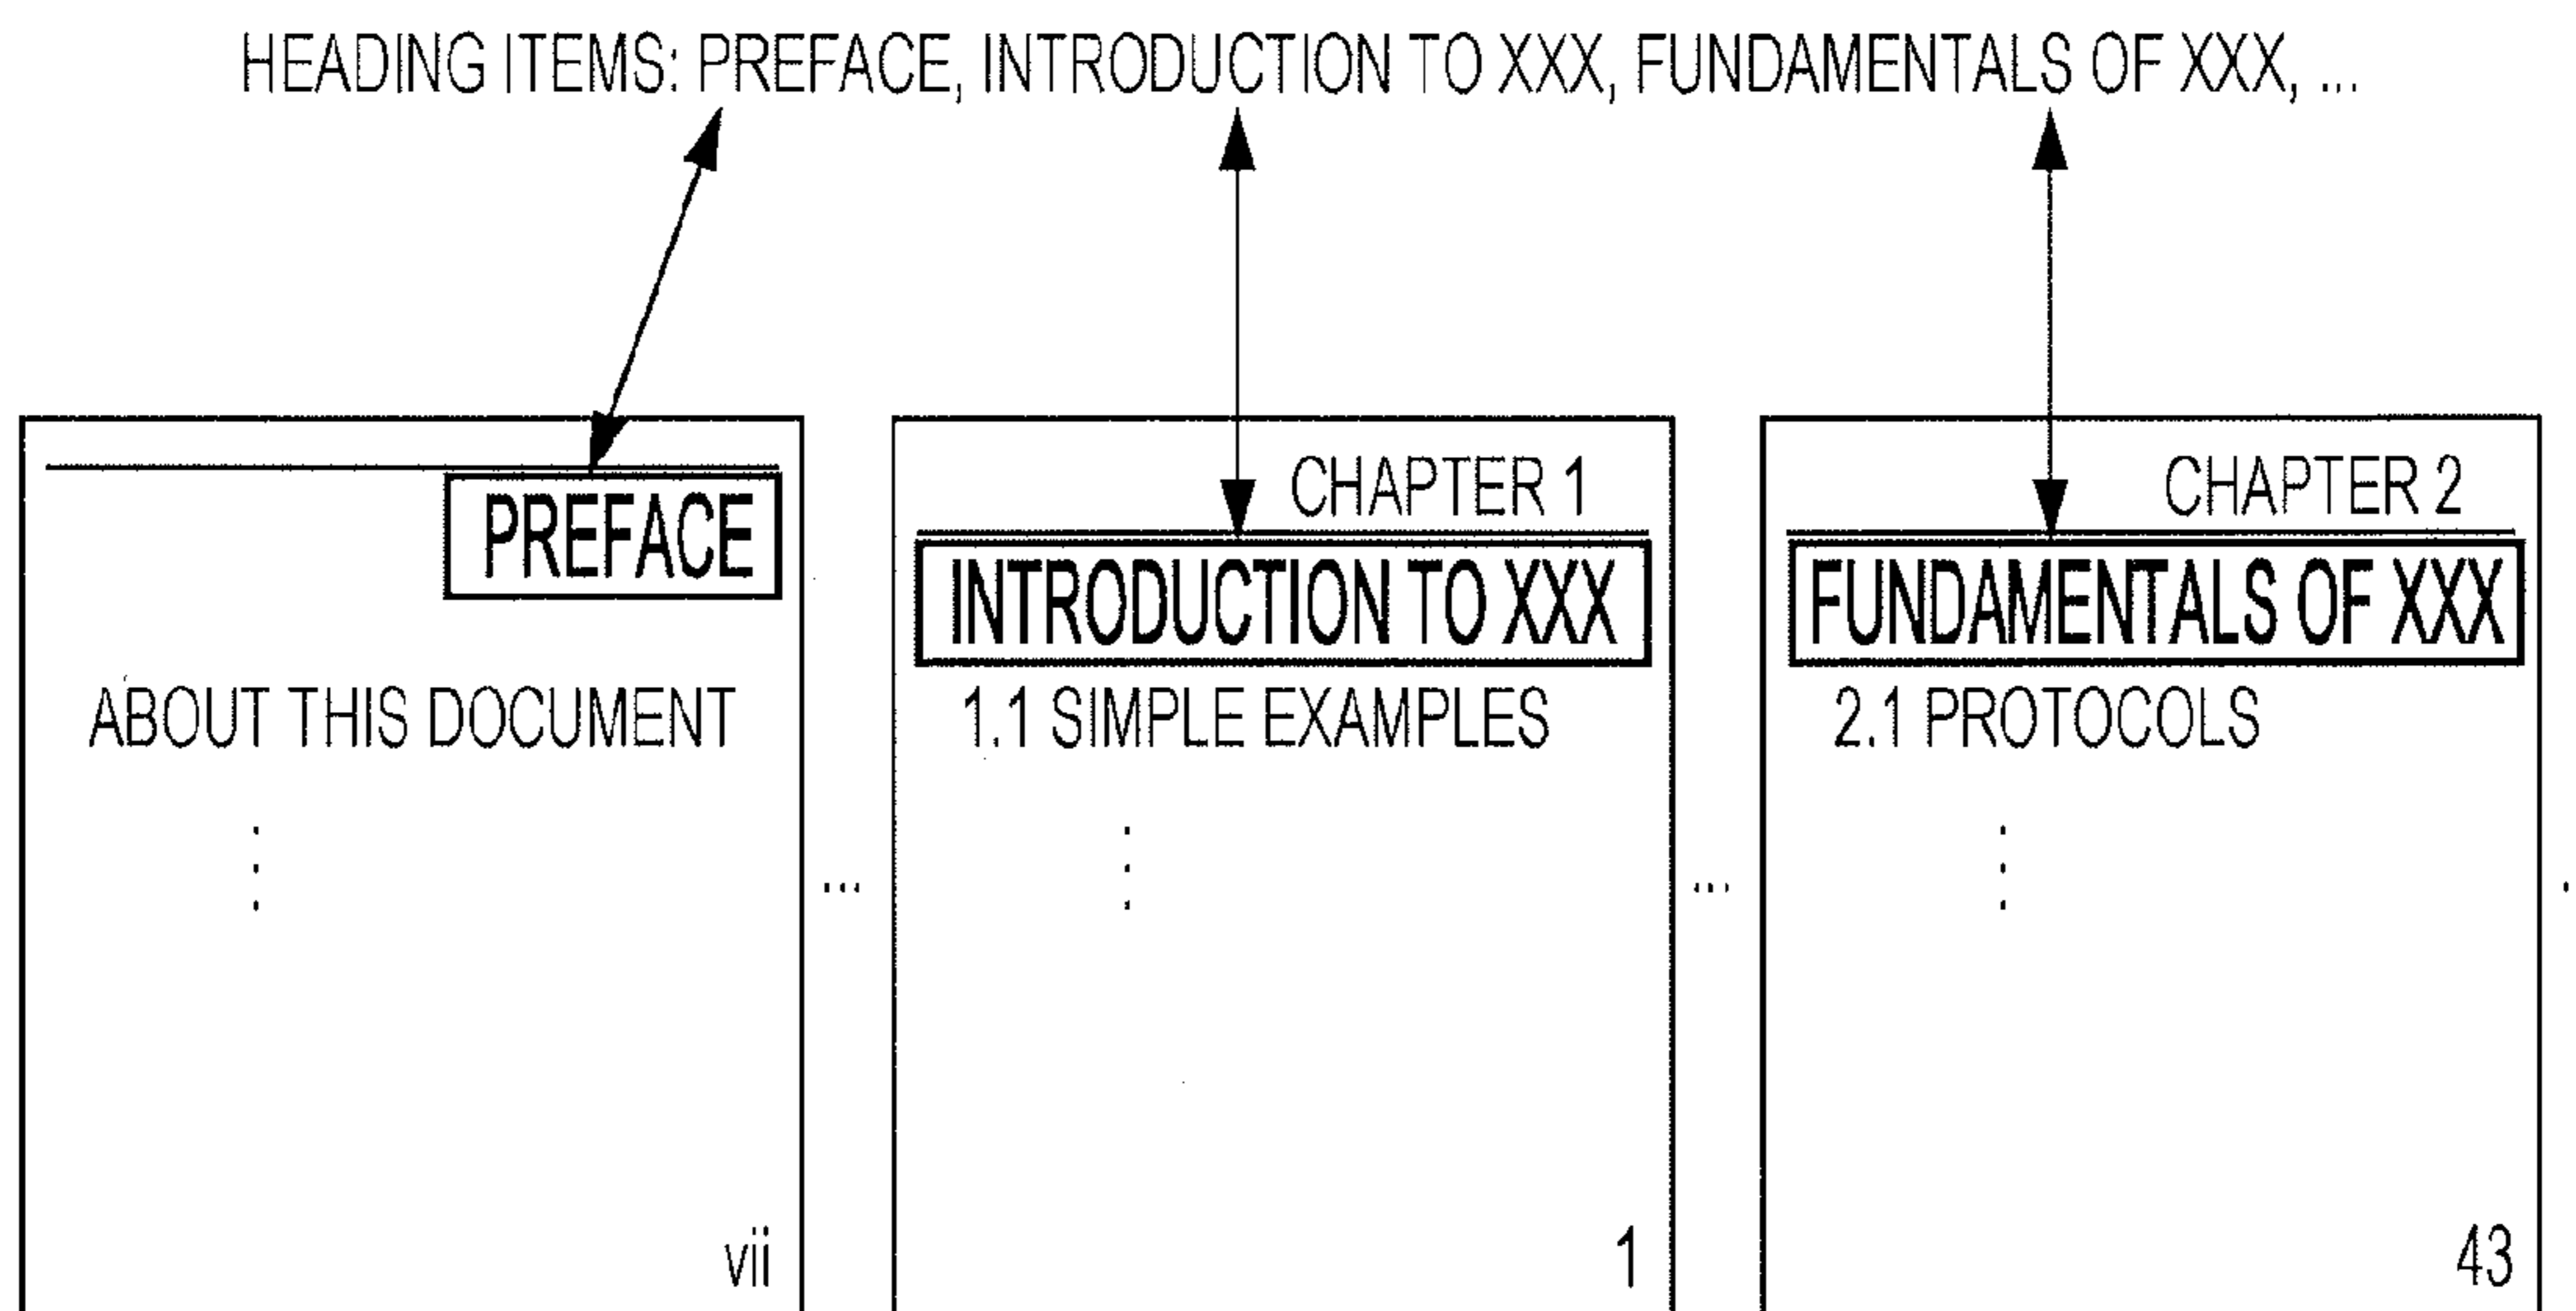 HEADING ITEMS: PREFACE, INTRODUCTION TO XXX, FUNDAMENTALS OF XXX, ...
PREFACE
ABOUT THIS DOCUMENT
vii
...
CHAPTER 1
INTRODUCTION TO XXX
1.1 SIMPLE EXAMPLES
1
...
CHAPTER 2
FUNDAMENTALS OF XXX
2.1 PROTOCOLS
43